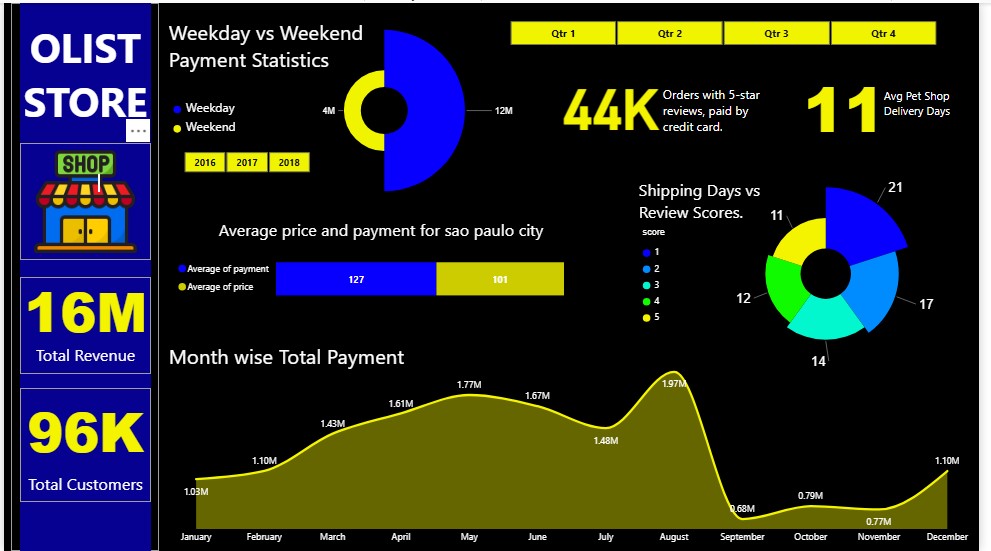 OLIST
STORE
...
SHOP
16M
Total Revenue
96K
Total Customers
Weekday vs Weekend
Payment Statistics
Weekday
Weekend
4M
12M
2016 2017 2018
Qtr 1 Qtr 2 Qtr 3 Qtr 4
44K
Orders with 5-star
reviews, paid by
credit card.
11
Avg Pet Shop
Delivery Days
Average price and payment for sao paulo city
Average of payment
Average of price
127
101
Shipping Days vs
Review Scores.
score
1
2
3
4
5
21
17
14
12
11
Month wise Total Payment
1.03M
1.10M
1.43M
1.61M
1.77M
1.67M
1.48M
1.97M
0.68M
0.79M
0.77M
1.10M
January February March April May June July August September October November December